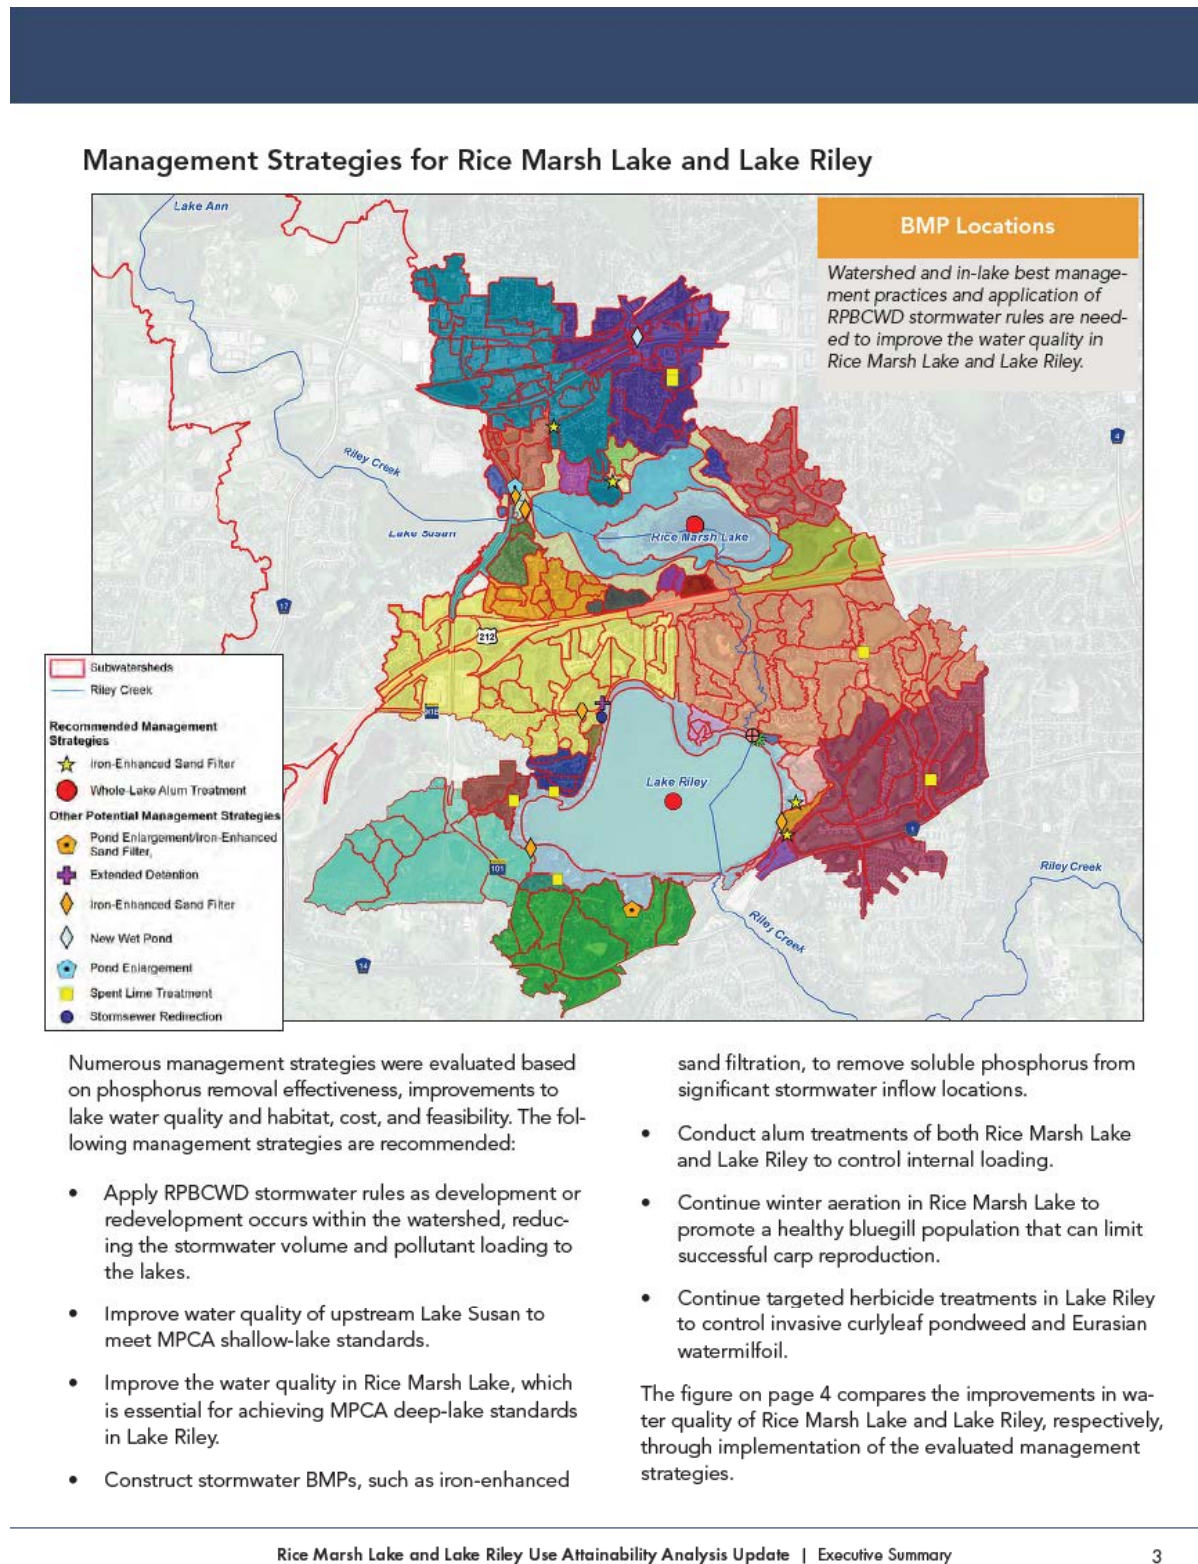 Management Strategies for Rice Marsh Lake and Lake Riley
Lake Ann
BMP Locations
Watershed and in-lake best manage-
ment practices and application of
RPBCWD stormwater rules are need-
ed to improve the water quality in
Rice Marsh Lake and Lake Riley.
4
Riley Creek
Lake Susan
Rice Marsh Lake
17
212
Lake Riley
1
101
Riley Creek
Riley Creek
14
Subwatersheds
Riley Creek
Recommended Management
Strategies
Iron-Enhanced Sand Filter
Whole-Lake Alum Treatment
Other Potential Management Strategies
Pond Enlargement/Iron-Enhanced
Sand Filter,
Extended Detention
Iron-Enhanced Sand Filter
New Wet Pond
Pond Enlargement
Spent Lime Treatment
Stormsewer Redirection
Numerous management strategies were evaluated based
on phosphorus removal effectiveness, improvements to
lake water quality and habitat, cost, and feasibility. The fol-
lowing management strategies are recommended:
• Apply RPBCWD stormwater rules as development or
redevelopment occurs within the watershed, reduc-
ing the stormwater volume and pollutant loading to
the lakes.
• Improve water quality of upstream Lake Susan to
meet MPCA shallow-lake standards.
• Improve the water quality in Rice Marsh Lake, which
is essential for achieving MPCA deep-lake standards
in Lake Riley.
• Construct stormwater BMPs, such as iron-enhanced
sand filtration, to remove soluble phosphorus from
significant stormwater inflow locations.
• Conduct alum treatments of both Rice Marsh Lake
and Lake Riley to control internal loading.
• Continue winter aeration in Rice Marsh Lake to
promote a healthy bluegill population that can limit
successful carp reproduction.
• Continue targeted herbicide treatments in Lake Riley
to control invasive curlyleaf pondweed and Eurasian
watermilfoil.
The figure on page 4 compares the improvements in wa-
ter quality of Rice Marsh Lake and Lake Riley, respectively,
through implementation of the evaluated management
strategies.
Rice Marsh Lake and Lake Riley Use Attainability Analysis Update | Executive Summary 3